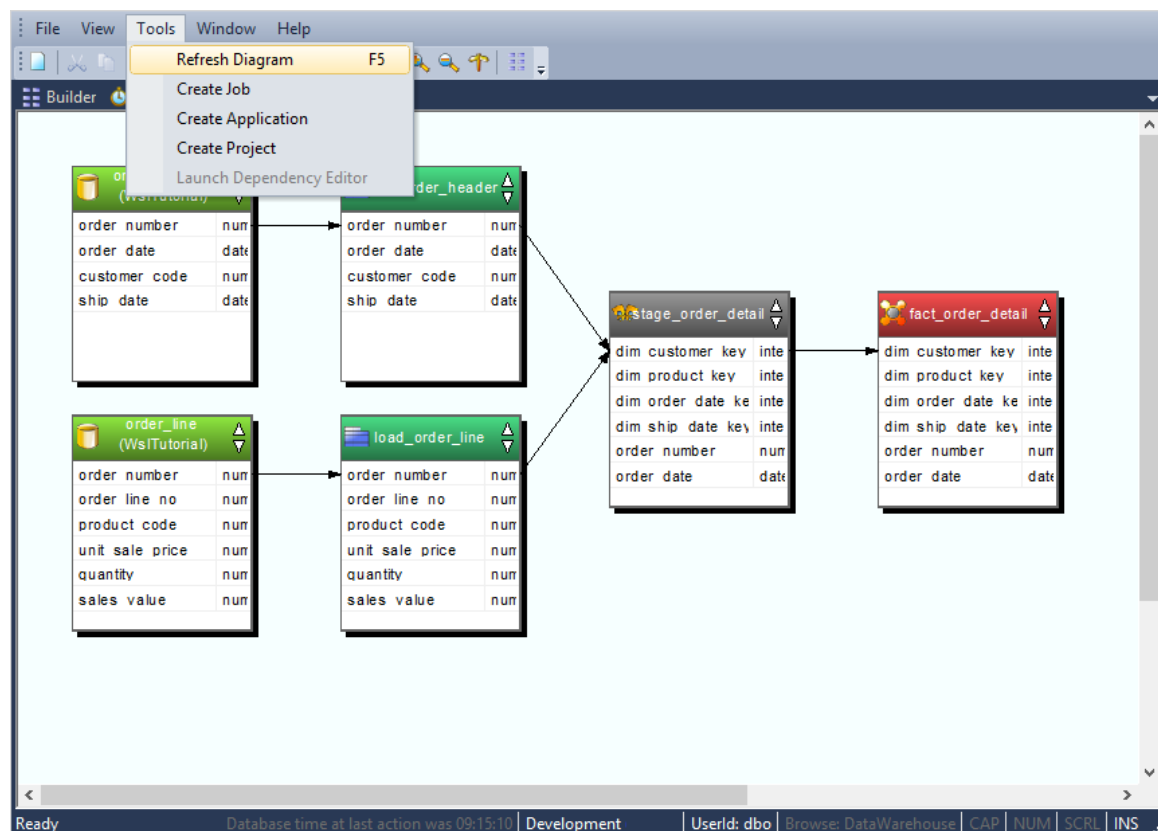 File View Tools Window Help
Refresh Diagram F5
Create Job
Create Application
Create Project
Launch Dependency Editor
Builder
(WslTutorial)
order number num
order date date
customer code num
ship date date
order number num
order date date
customer code num
ship date date
order_line
(WslTutorial)
order number num
order line no num
product code num
unit sale price num
quantity num
sales value num
load_order_line
order number num
order line no num
product code num
unit sale price num
quantity num
sales value num
stage_order_detail
dim customer key inte
dim product key inte
dim order date ke inte
dim ship date key inte
order number num
order date date
fact_order_detail
dim customer key inte
dim product key inte
dim order date ke inte
dim ship date key inte
order number num
order date date
Ready Database time at last action was 09:15:10 Development UserId: dbo Browse: DataWarehouse CAP NUM SCRL INS